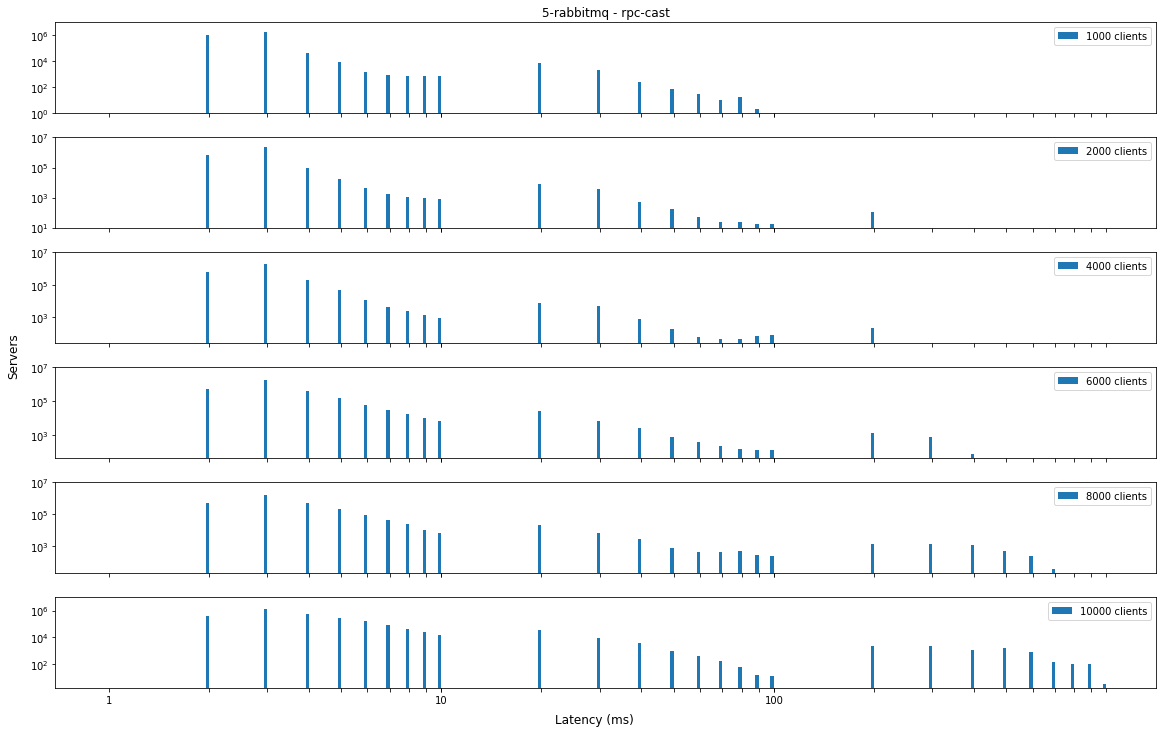 5-rabbitmq - rpc-cast
1000 clients
10^6
10^4
10^2
10^0
2000 clients
10^7
10^5
10^3
10^1
4000 clients
10^7
10^5
10^3
Servers
6000 clients
10^7
10^5
10^3
8000 clients
10^7
10^5
10^3
10000 clients
10^6
10^4
10^2
1 10 100
Latency (ms)